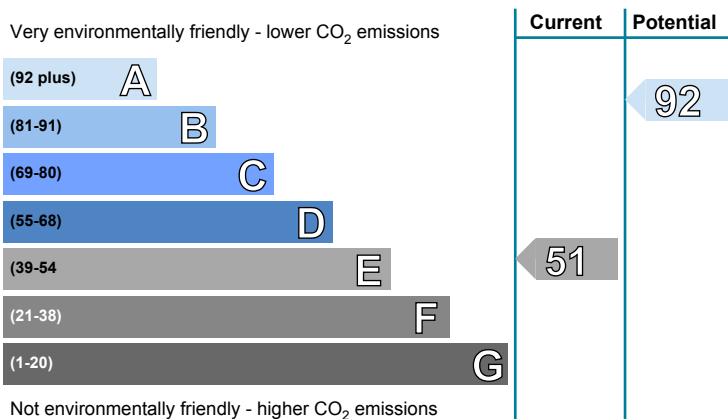 Current Potential
Very environmentally friendly - lower CO2 emissions
(92 plus) A
92
(81-91) B
(69-80) C
(55-68) D
(39-54 E
51
(21-38) F
(1-20) G
Not environmentally friendly - higher CO2 emissions